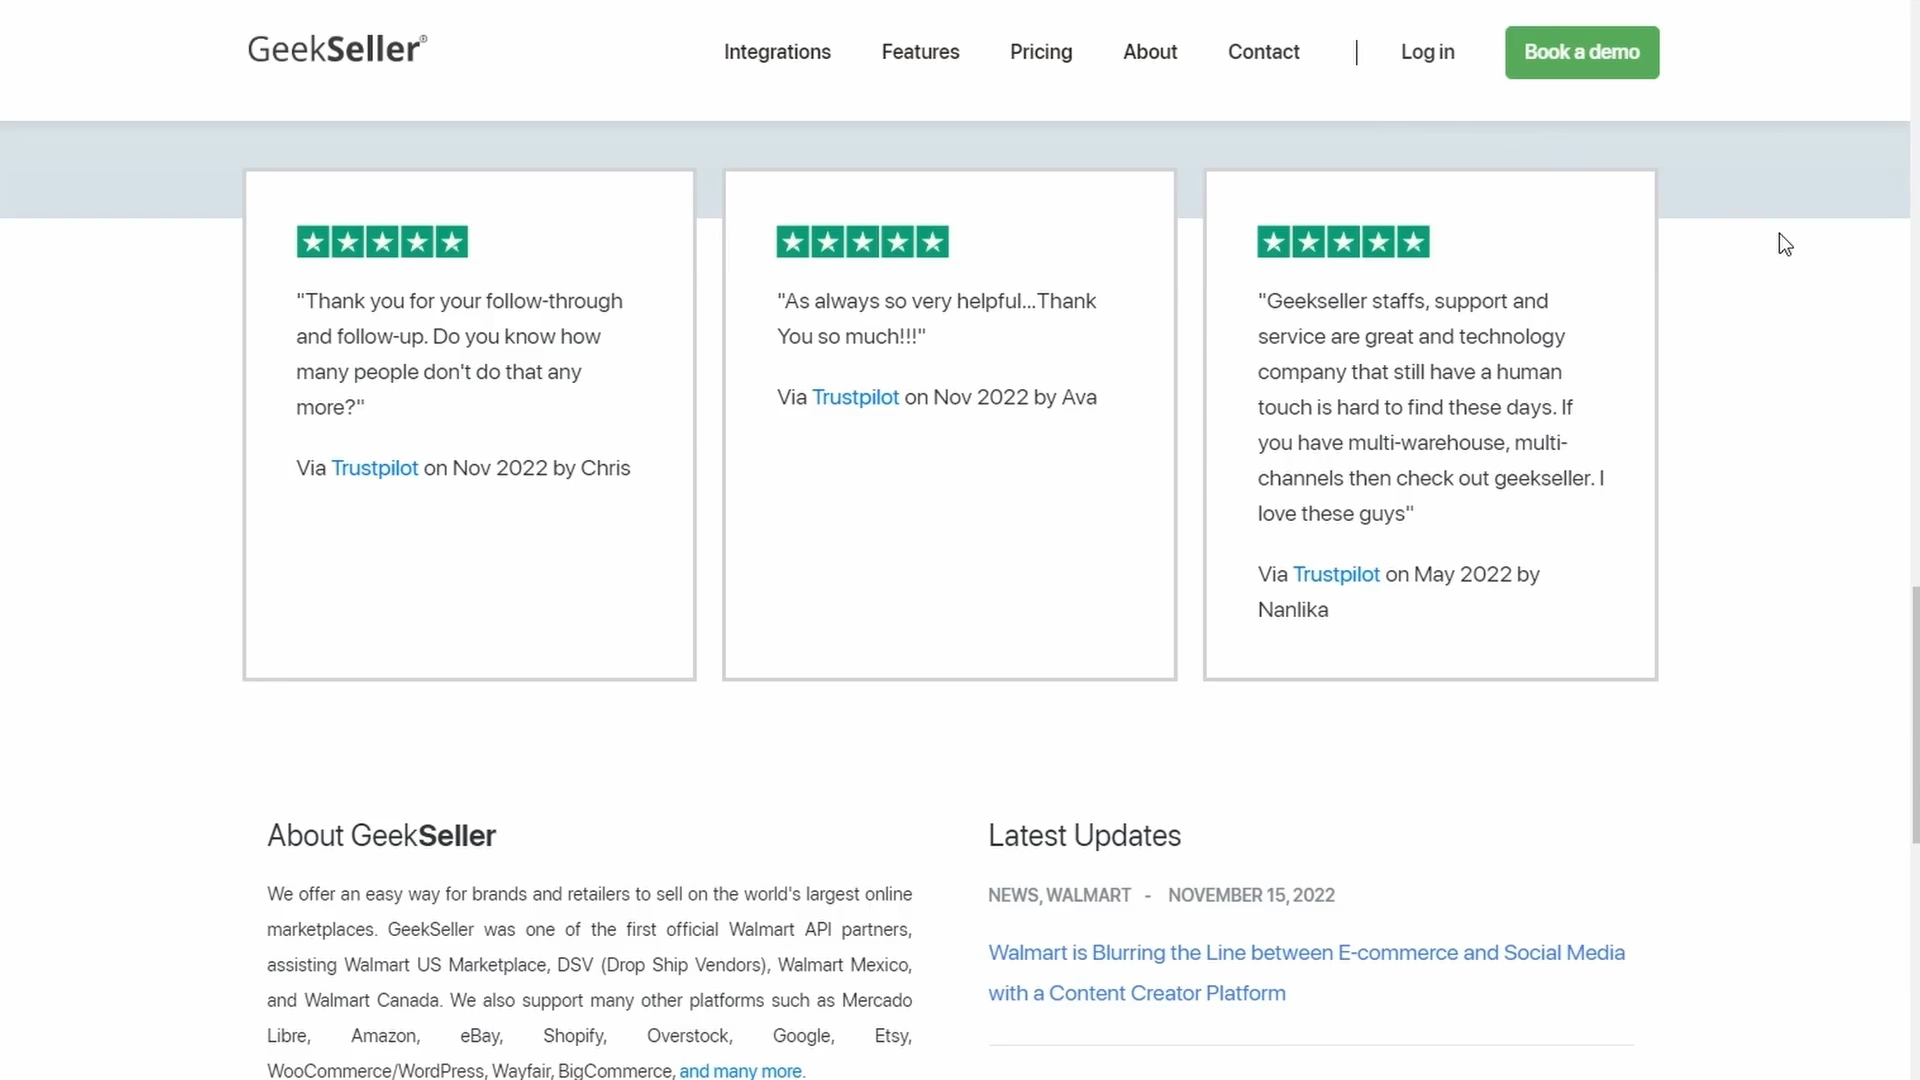 GeekSeller®
Integrations Features Pricing About Contact | Log in Book a demo
"Thank you for your follow-through
and follow-up. Do you know how
many people don't do that any
more?"
Via Trustpilot on Nov 2022 by Chris
"As always so very helpful...Thank
You so much!!!"
Via Trustpilot on Nov 2022 by Ava
"Geekseller staffs, support and
service are great and technology
company that still have a human
touch is hard to find these days. If
you have multi-warehouse, multi-
channels then check out geekseller. I
love these guys"
Via Trustpilot on May 2022 by
Nanlika
About GeekSeller
We offer an easy way for brands and retailers to sell on the world's largest online
marketplaces. GeekSeller was one of the first official Walmart API partners,
assisting Walmart US Marketplace, DSV (Drop Ship Vendors), Walmart Mexico,
and Walmart Canada. We also support many other platforms such as Mercado
Libre, Amazon, eBay, Shopify, Overstock, Google, Etsy,
WooCommerce/WordPress, Wayfair, BigCommerce, and many more.
Latest Updates
NEWS, WALMART - NOVEMBER 15, 2022
Walmart is Blurring the Line between E-commerce and Social Media
with a Content Creator Platform